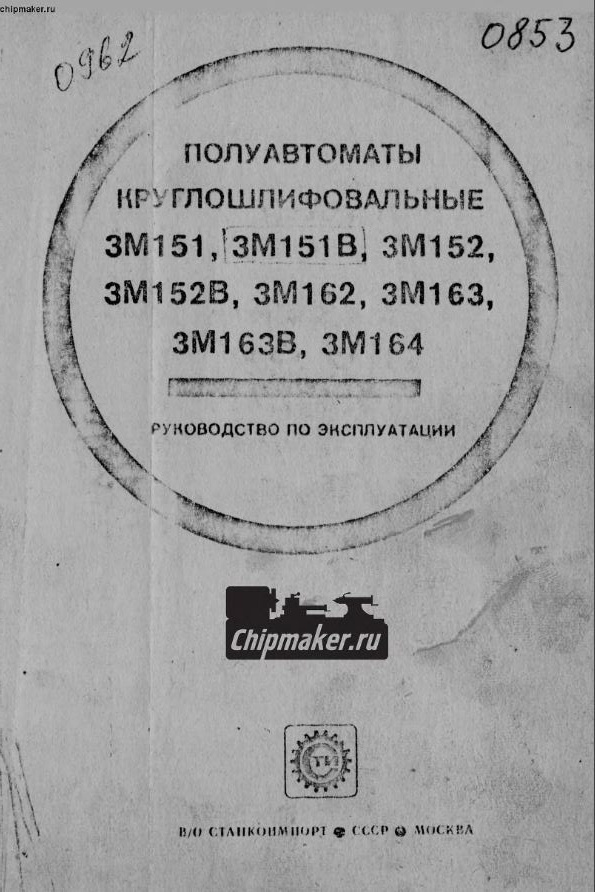 chipmaker.ru
0962
0853
ПОЛУАВТОМАТЫ
КРУГЛОШЛИФОВАЛЬНЫЕ
3М151, 3М151В, 3М152,
3М152В, 3М162, 3М163,
3М163В, 3М164
РУКОВОДСТВО ПО ЭКСПЛУАТАЦИИ
Chipmaker.ru
СТИ
В/О СТАНКОИМПОРТ СССР МОСКВА